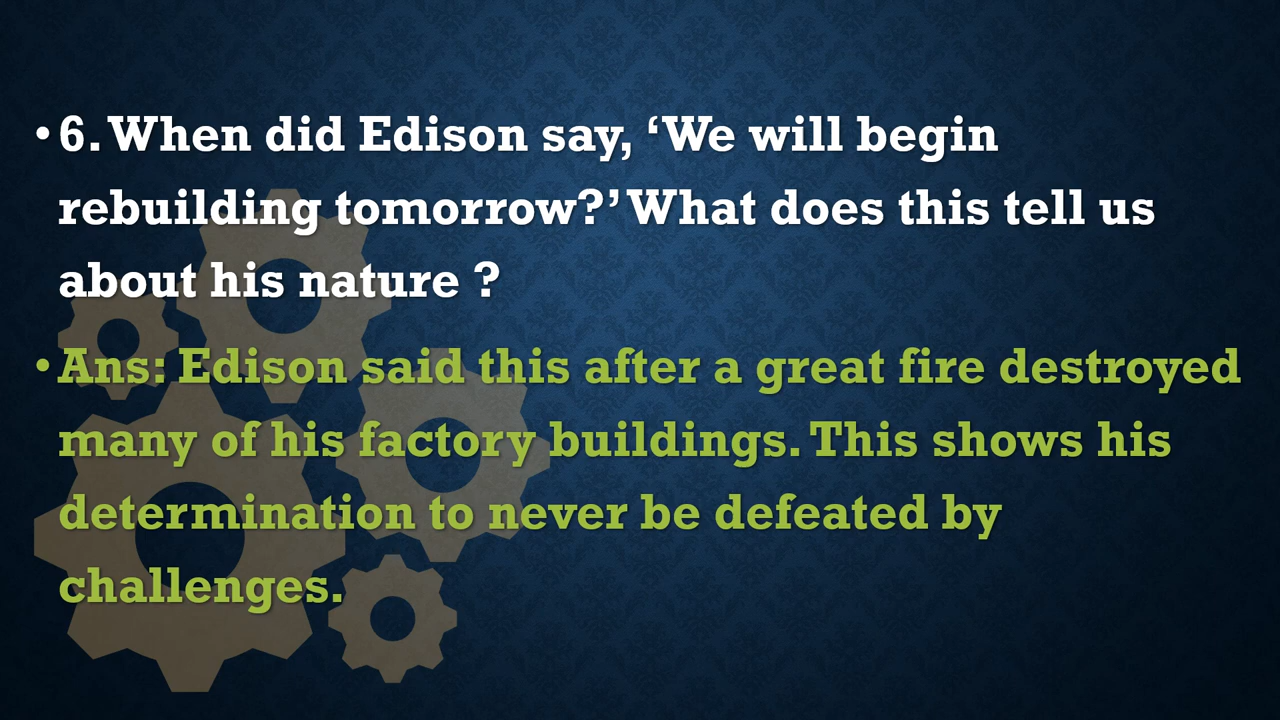 • 6. When did Edison say, ‘We will begin
rebuilding tomorrow?’ What does this tell us
about his nature ?
• Ans: Edison said this after a great fire destroyed
many of his factory buildings. This shows his
determination to never be defeated by
challenges.